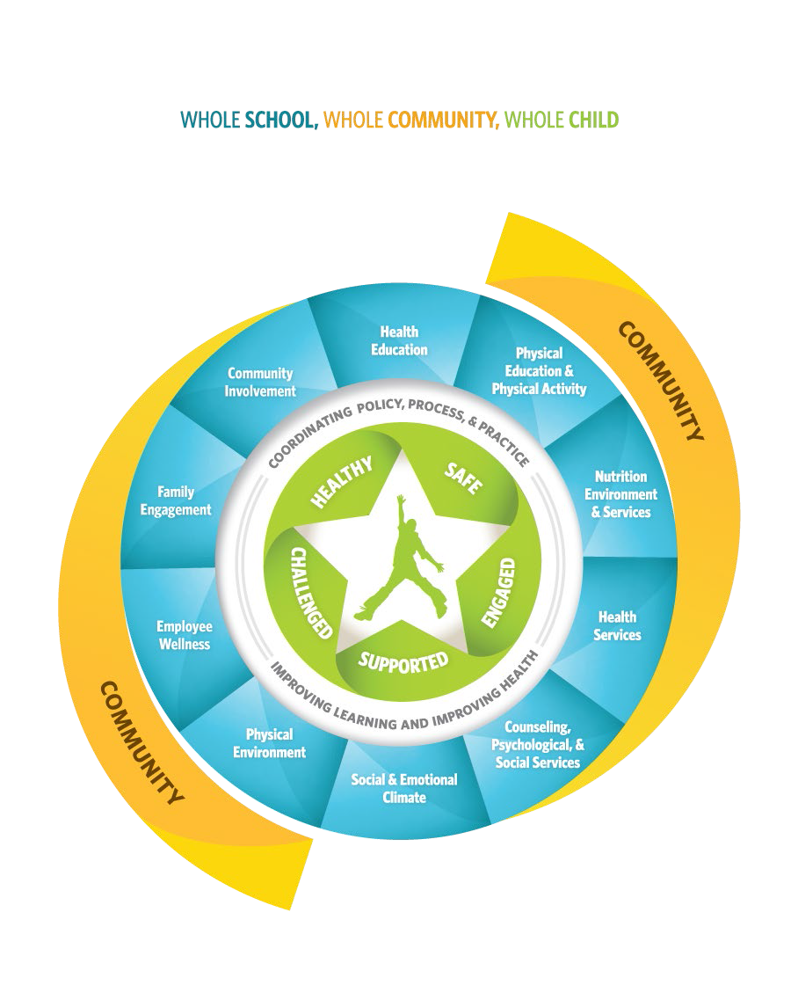 WHOLE SCHOOL, WHOLE COMMUNITY, WHOLE CHILD
COMMUNITY
Health
Education
Physical
Education &
Physical Activity
Nutrition
Environment
& Services
Health
Services
Counseling,
Psychological, &
Social Services
Social & Emotional
Climate
Physical
Environment
Employee
Wellness
Family
Engagement
Community
Involvement
COORDINATING POLICY, PROCESS, & PRACTICE
IMPROVING LEARNING AND IMPROVING HEALTH
HEALTHY
SAFE
ENGAGED
SUPPORTED
CHALLENGED
COMMUNITY